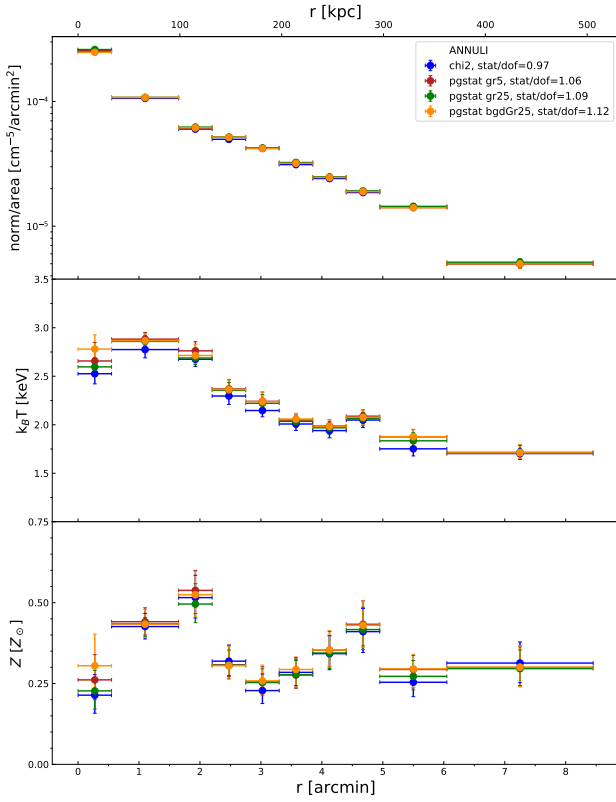 r [kpc]
0 100 200 300 400 500
ANNULI
chi2, stat/dof=0.97
pgstat gr5, stat/dof=1.06
pgstat gr25, stat/dof=1.09
pgstat bgdGr25, stat/dof=1.12
norm/area [cm⁻⁵/arcmin²]
10⁻⁴
10⁻⁵
k_BT [keV]
3.5
3.0
2.5
2.0
1.5
Z [Z_⊙]
0.75
0.50
0.25
0.00
0 1 2 3 4 5 6 7 8
r [arcmin]